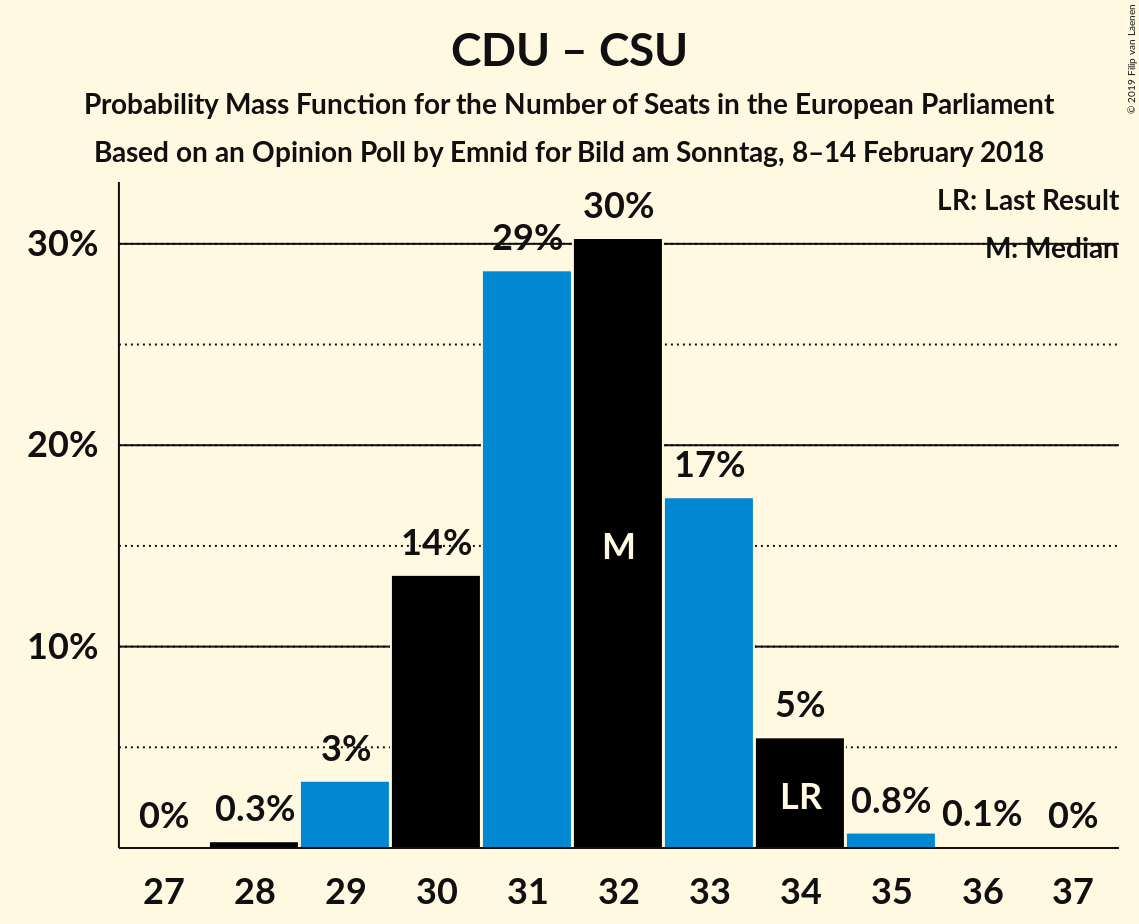 CDU – CSU
Probability Mass Function for the Number of Seats in the European Parliament
Based on an Opinion Poll by Emnid for Bild am Sonntag, 8–14 February 2018
© 2019 Filip van Laenen
LR: Last Result
M: Median
30%
20%
10%
0%
0.3%
3%
14%
29%
30%
17%
5%
0.8%
0.1%
0%
M
LR
27 28 29 30 31 32 33 34 35 36 37